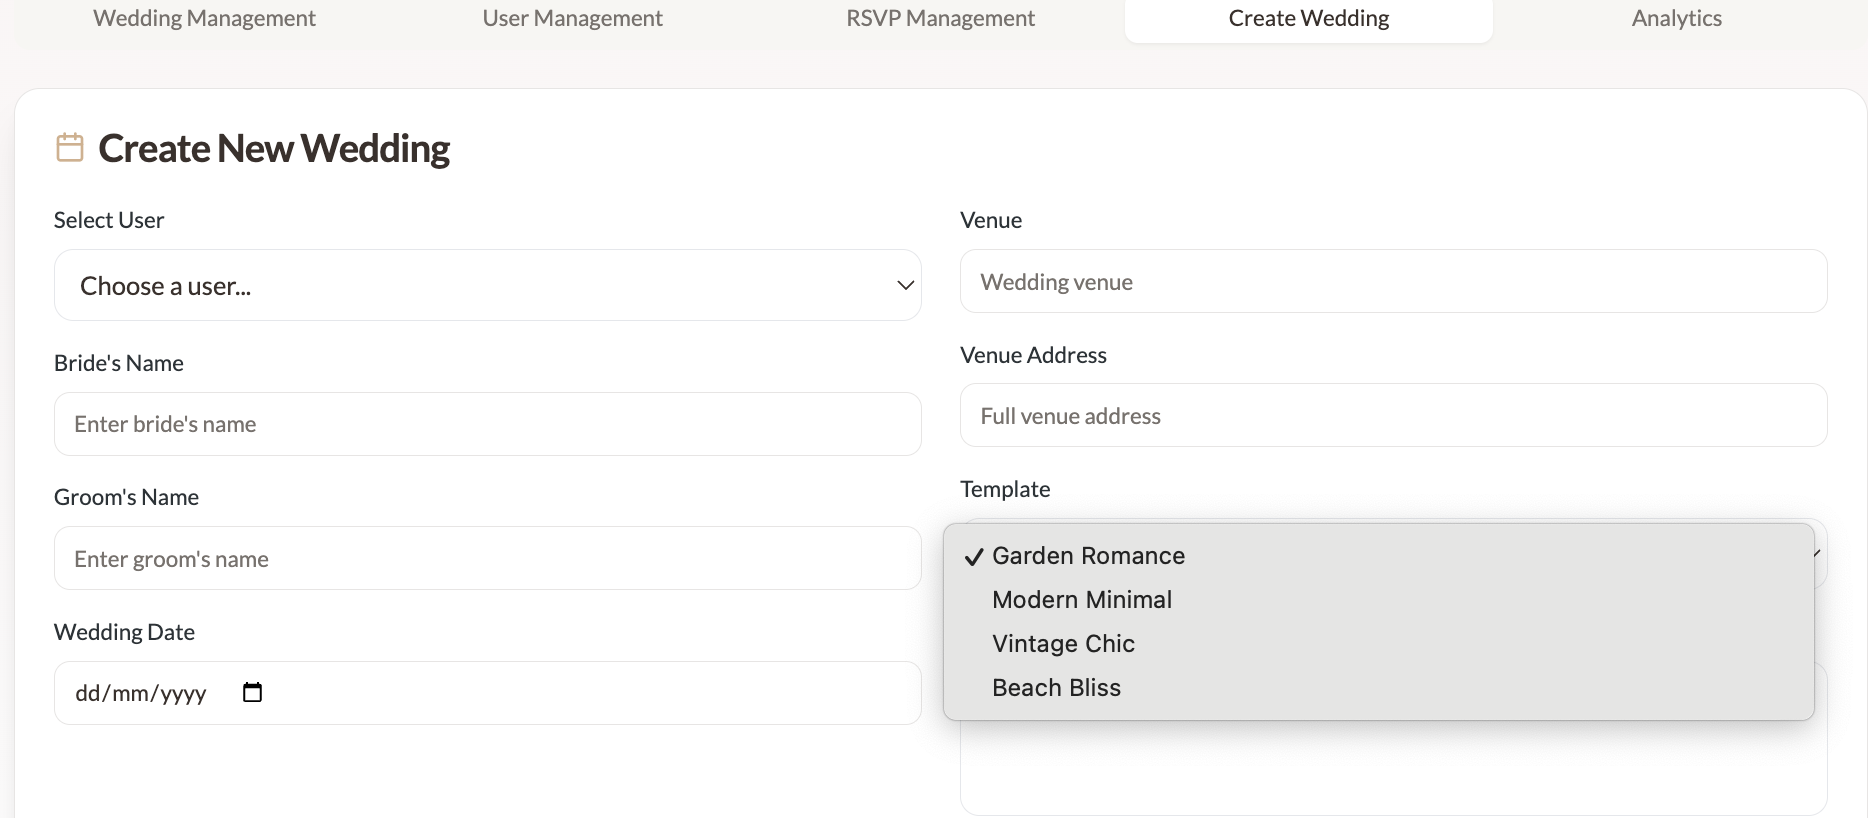 Wedding Management
User Management
RSVP Management
Create Wedding
Analytics
Create New Wedding
Select User
Choose a user...
Bride's Name
Enter bride's name
Groom's Name
Enter groom's name
Wedding Date
dd/mm/yyyy
Venue
Wedding venue
Venue Address
Full venue address
Template
Garden Romance
Modern Minimal
Vintage Chic
Beach Bliss